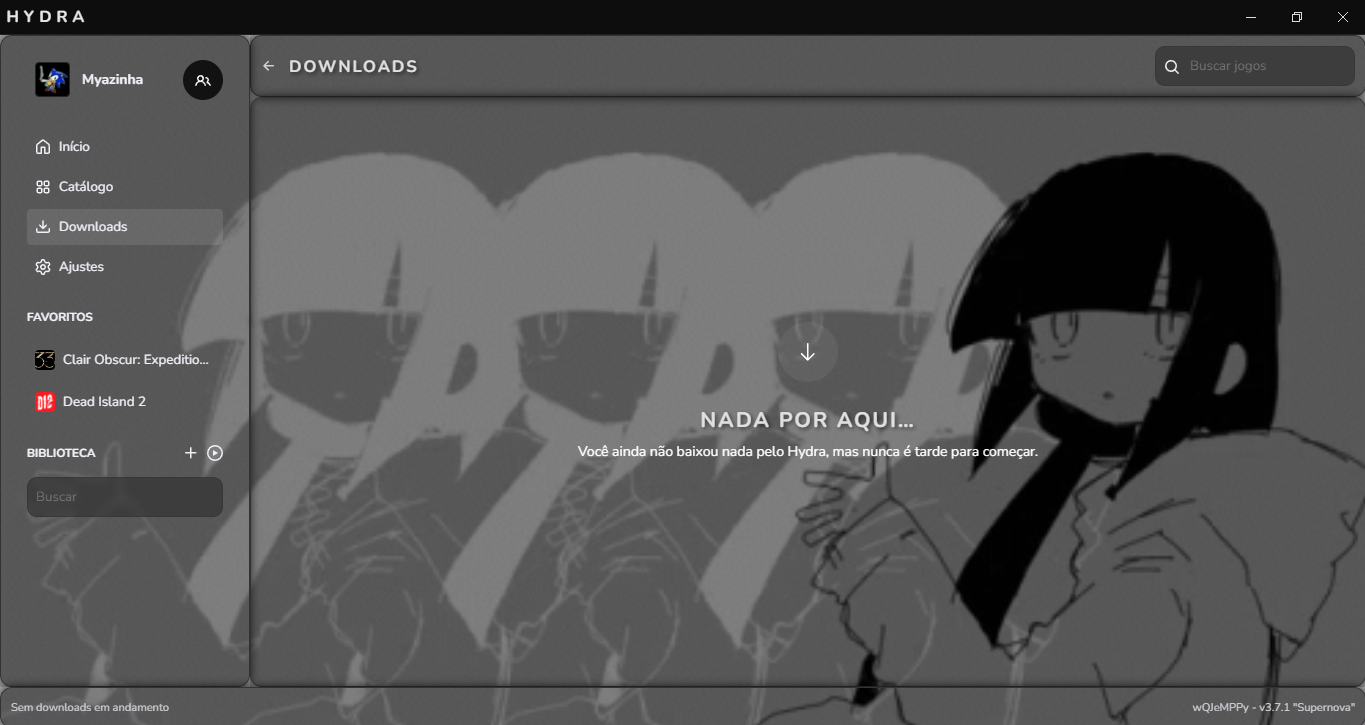 HYDRA
Myazinha
Início
Catálogo
Downloads
Ajustes
FAVORITOS
Clair Obscur: Expeditio...
Dead Island 2
BIBLIOTECA
Buscar
DOWNLOADS
Buscar jogos
NADA POR AQUI...
Você ainda não baixou nada pelo Hydra, mas nunca é tarde para começar.
Sem downloads em andamento
wQJeMPPy - v3.7.1 "Supernova"